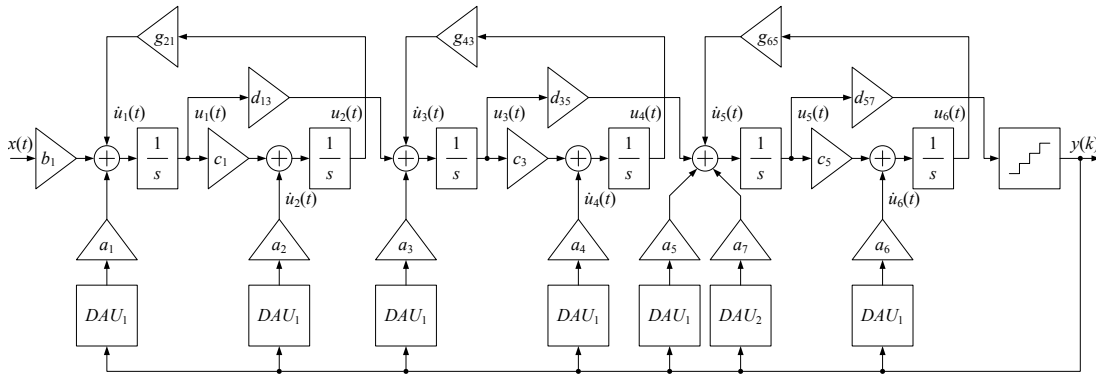 g21 g43 g65
d13 d35 d57
u̇1(t) u1(t) u2(t) u̇3(t) u3(t) u4(t) u̇5(t) u5(t) u6(t)
x(t) b1 + 1/s c1 + 1/s + 1/s c3 + 1/s + 1/s c5 + 1/s y(k)
u̇2(t) u̇4(t) u̇6(t)
a1 a2 a3 a4 a5 a7 a6
DAU1 DAU1 DAU1 DAU1 DAU1 DAU2 DAU1